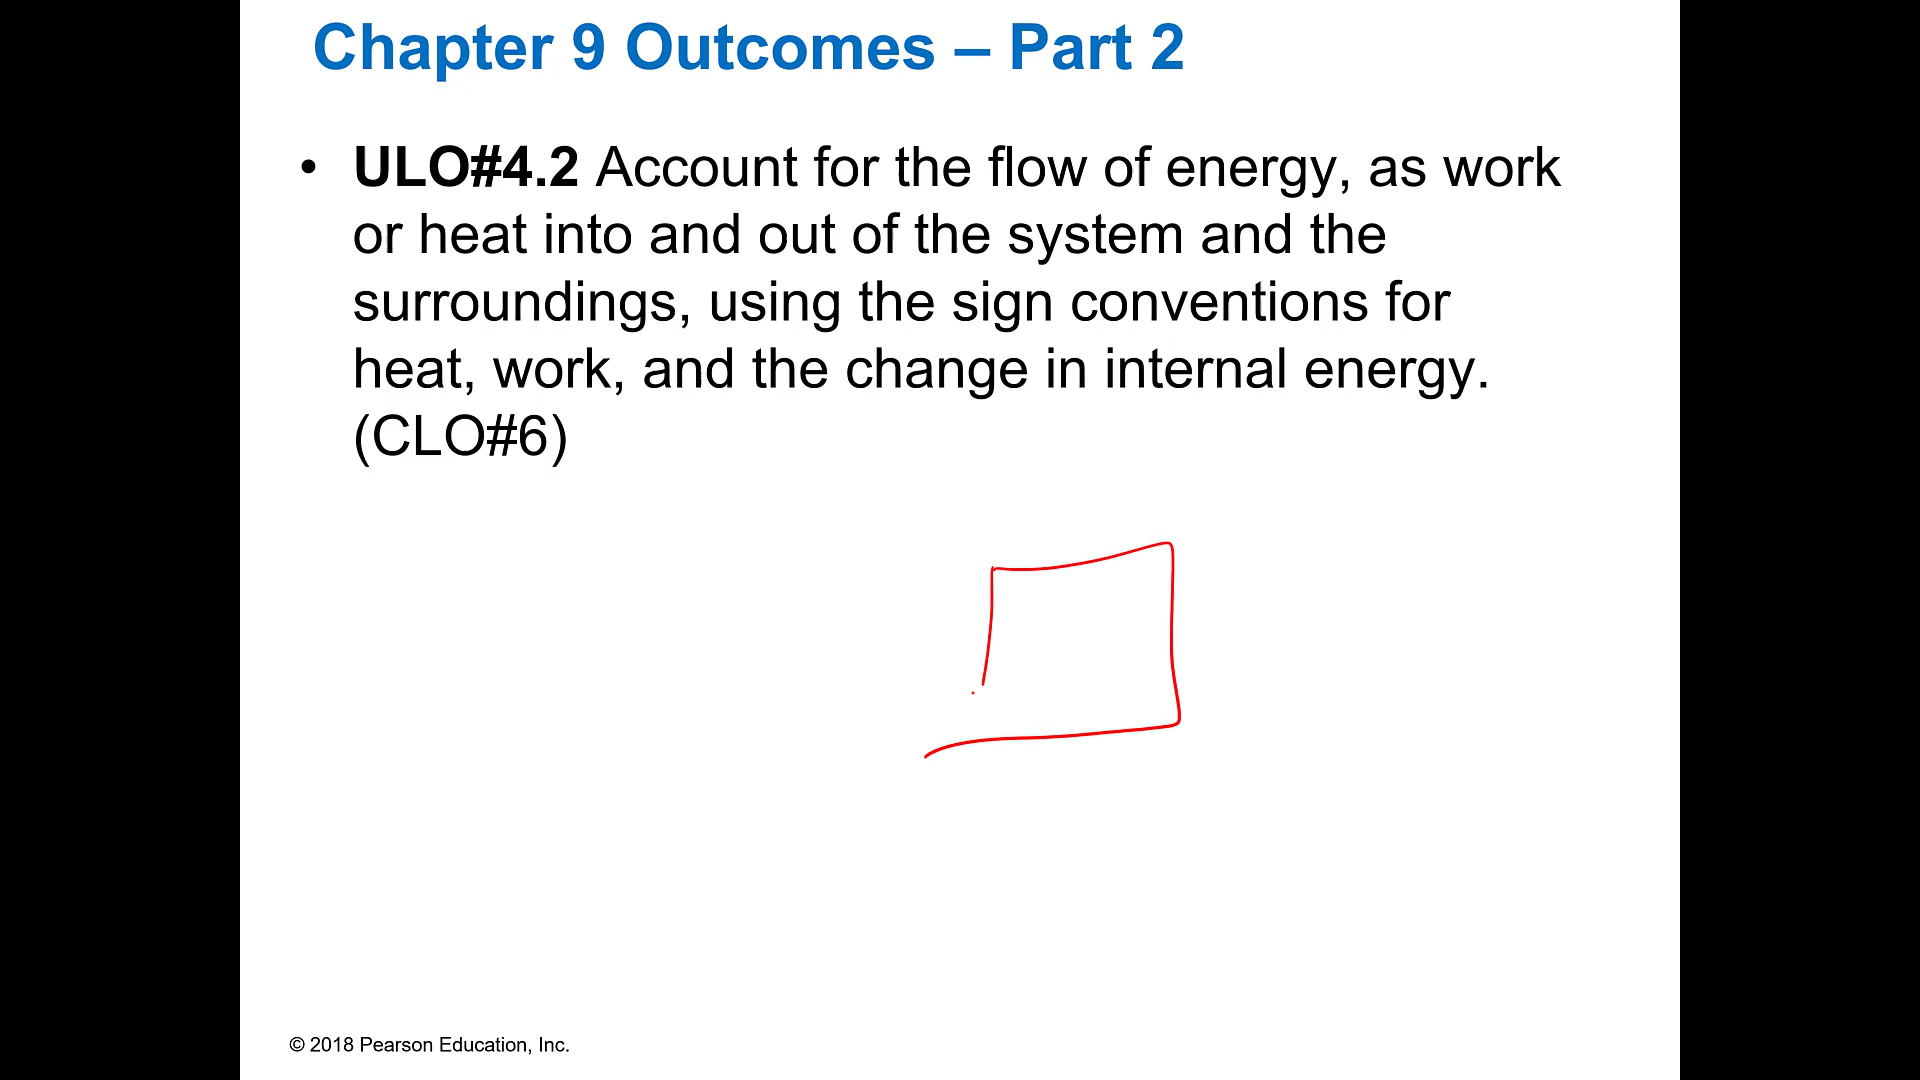 Chapter 9 Outcomes – Part 2
• ULO#4.2 Account for the flow of energy, as work
or heat into and out of the system and the
surroundings, using the sign conventions for
heat, work, and the change in internal energy.
(CLO#6)
© 2018 Pearson Education, Inc.